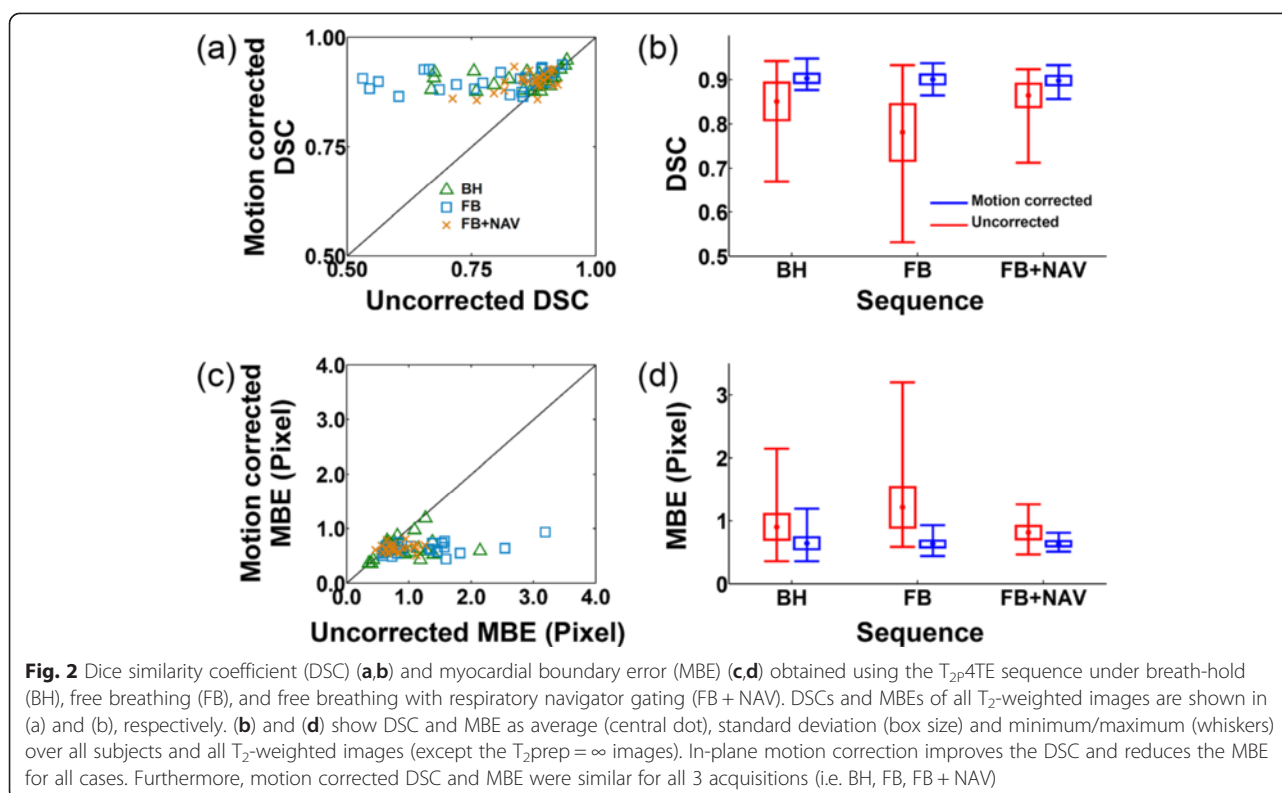 (a)
1.00
0.75
0.50
Motion corrected
DSC
BH
FB
FB+NAV
0.50 0.75 1.00
Uncorrected DSC
(b)
0.9
0.8
0.7
0.6
0.5
DSC
Motion corrected
Uncorrected
BH FB FB+NAV
Sequence
(c)
4.0
3.0
2.0
1.0
0.0
Motion corrected
MBE (Pixel)
0.0 1.0 2.0 3.0 4.0
Uncorrected MBE (Pixel)
(d)
3
2
1
0
MBE (Pixel)
BH FB FB+NAV
Sequence
Fig. 2 Dice similarity coefficient (DSC) (a,b) and myocardial boundary error (MBE) (c,d) obtained using the T2P4TE sequence under breath-hold
(BH), free breathing (FB), and free breathing with respiratory navigator gating (FB + NAV). DSCs and MBEs of all T2-weighted images are shown in
(a) and (b), respectively. (b) and (d) show DSC and MBE as average (central dot), standard deviation (box size) and minimum/maximum (whiskers)
over all subjects and all T2-weighted images (except the T2prep = ∞ images). In-plane motion correction improves the DSC and reduces the MBE
for all cases. Furthermore, motion corrected DSC and MBE were similar for all 3 acquisitions (i.e. BH, FB, FB + NAV)